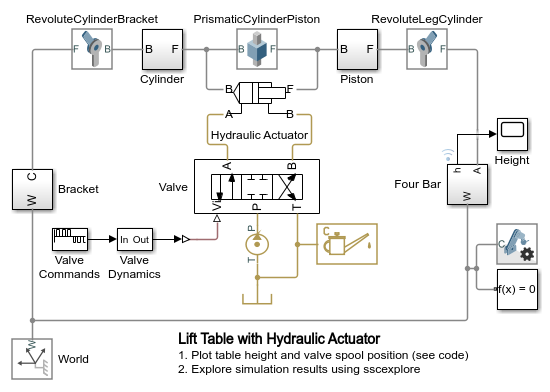 RevoluteCylinderBracket
PrismaticCylinderPiston
RevoluteLegCylinder
F B
B F
B F
B F
B F
Cylinder
Piston
B F
A B
Hydraulic Actuator
Height
A B
h A
C
W
Bracket
Valve
Four Bar
W
Vi P T
In Out
P
T
C
C
Valve
Commands
Valve
Dynamics
f(x) = 0
W
World
Lift Table with Hydraulic Actuator
1. Plot table height and valve spool position (see code)
2. Explore simulation results using sscexplore